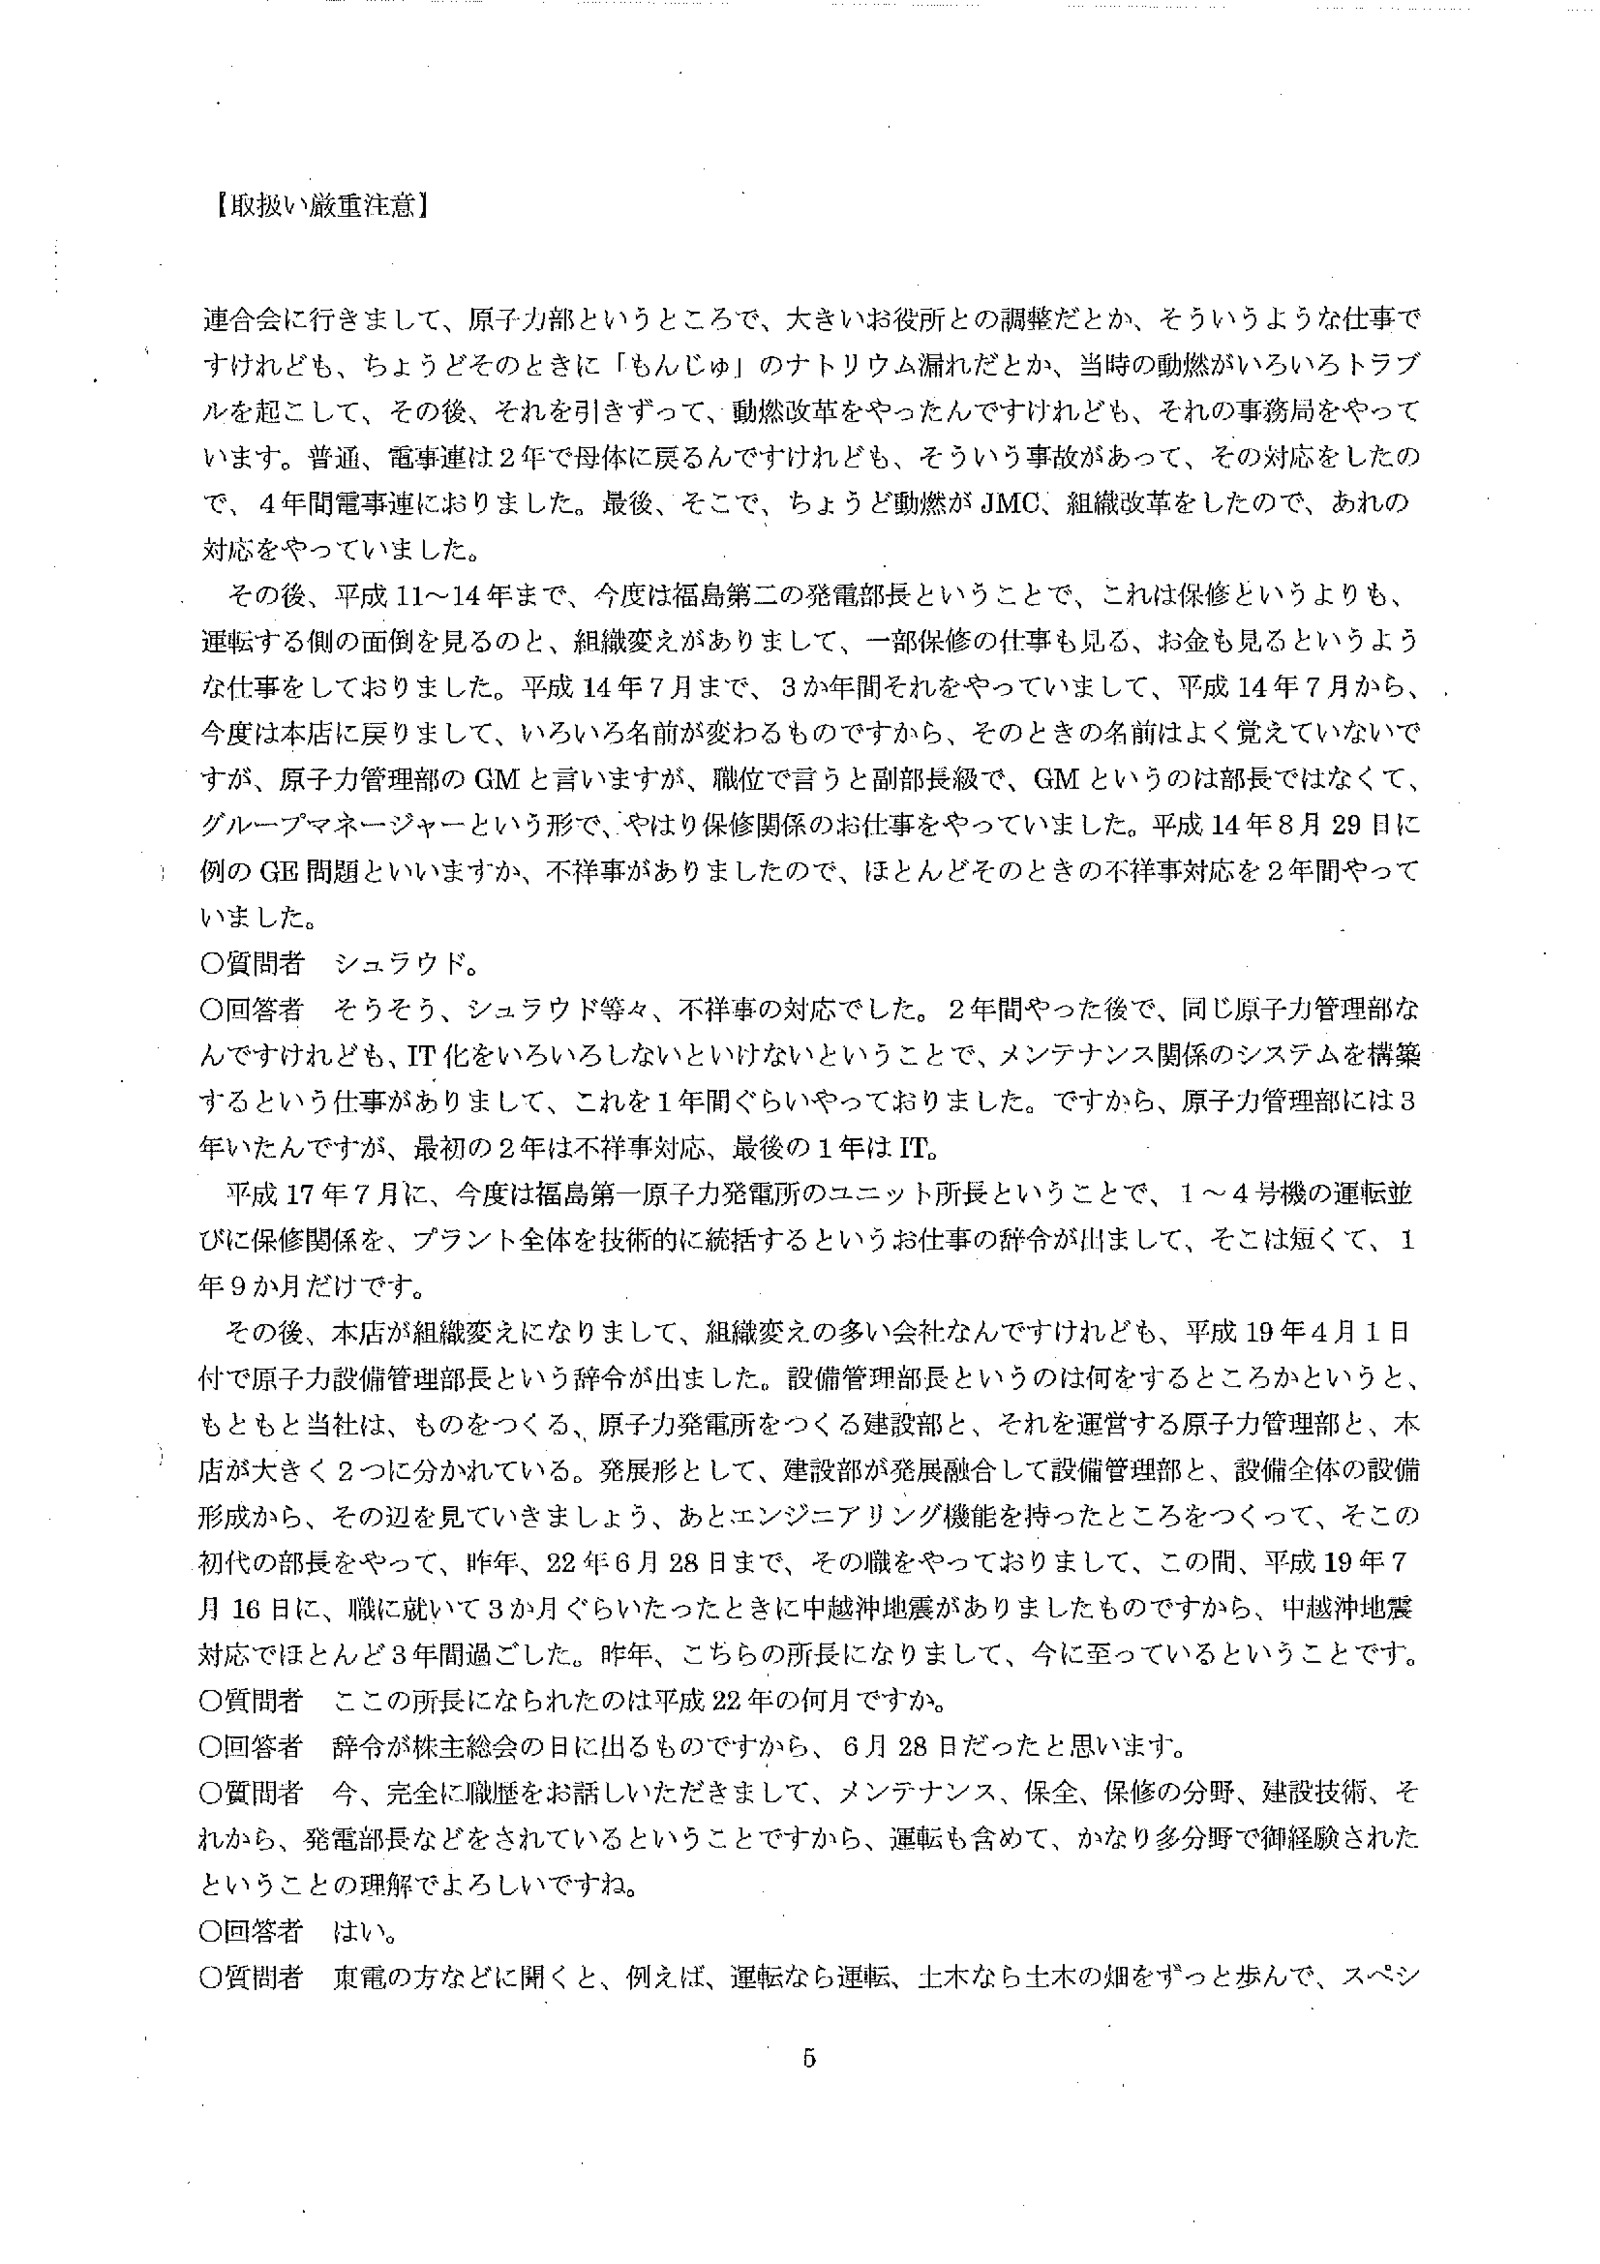 【取扱い厳重注意】
連合会に行きまして、原子力部というところで、大きいお役所との調整だとか、そういうような仕事で
すけれども、ちょうどそのときに「もんじゅ」のナトリウム漏れだとか、当時の動燃がいろいろトラブ
ルを起こして、その後、それを引きずって、動燃改革をやったんですけれども、それの事務局をやって
います。普通、電事連は2年で母体に戻るんですけれども、そういう事故があって、その対応をしたの
で、4年間電事連におりました。最後、そこで、ちょうど動燃がJMC、組織改革をしたので、あれの
対応をやっていました。
　その後、平成11～14年まで、今度は福島第二の発電部長ということで、これは保修というよりも、
運転する側の面倒を見るのと、組織変えがありまして、一部保修の仕事も見る、お金も見るというよう
な仕事をしておりました。平成14年7月まで、3か年間それをやっていまして、平成14年7月から、
今度は本店に戻りまして、いろいろ名前が変わるものですから、そのときの名前はよく覚えていないで
すが、原子力管理部のGMと言いますが、職位で言うと副部長級で、GMというのは部長ではなくて、
グループマネージャーという形で、やはり保修関係のお仕事をやっていました。平成14年8月29日に
例のGE問題といいますか、不祥事がありましたので、ほとんどそのときの不祥事対応を2年間やって
いました。
○質問者　シュラウド。
○回答者　そうそう、シュラウド等々、不祥事の対応でした。2年間やった後で、同じ原子力管理部な
んですけれども、IT化をいろいろしないといけないということで、メンテナンス関係のシステムを構築
するという仕事がありまして、これを1年間ぐらいやっておりました。ですから、原子力管理部には3
年いたんですが、最初の2年は不祥事対応、最後の1年はIT。
　平成17年7月に、今度は福島第一原子力発電所のユニット所長ということで、1～4号機の運転並
びに保修関係を、プラント全体を技術的に統括するというお仕事の辞令が出まして、そこは短くて、1
年9か月だけです。
　その後、本店が組織変えになりまして、組織変えの多い会社なんですけれども、平成19年4月1日
付で原子力設備管理部長という辞令が出ました。設備管理部長というのは何をするところかというと、
もともと当社は、ものをつくる、原子力発電所をつくる建設部と、それを運営する原子力管理部と、本
店が大きく2つに分かれている。発展形として、建設部が発展融合して設備管理部と、設備全体の設備
形成から、その辺を見ていきましょう、あとエンジニアリング機能を持ったところをつくって、そこの
初代の部長をやって、昨年、22年6月28日まで、その職をやっておりまして、この間、平成19年7
月16日に、職に就いて3か月ぐらいたったときに中越沖地震がありましたものですから、中越沖地震
対応でほとんど3年間過ごした。昨年、こちらの所長になりまして、今に至っているということです。
○質問者　ここの所長になられたのは平成22年の何月ですか。
○回答者　辞令が株主総会の日に出るものですから、6月28日だったと思います。
○質問者　今、完全に職歴をお話しいただきまして、メンテナンス、保全、保修の分野、建設技術、そ
れから、発電部長などをされているということですから、運転も含めて、かなり多分野で御経験された
ということの理解でよろしいですね。
○回答者　はい。
○質問者　東電の方などに聞くと、例えば、運転なら運転、土木なら土木の畑をずっと歩んで、スペシ
5